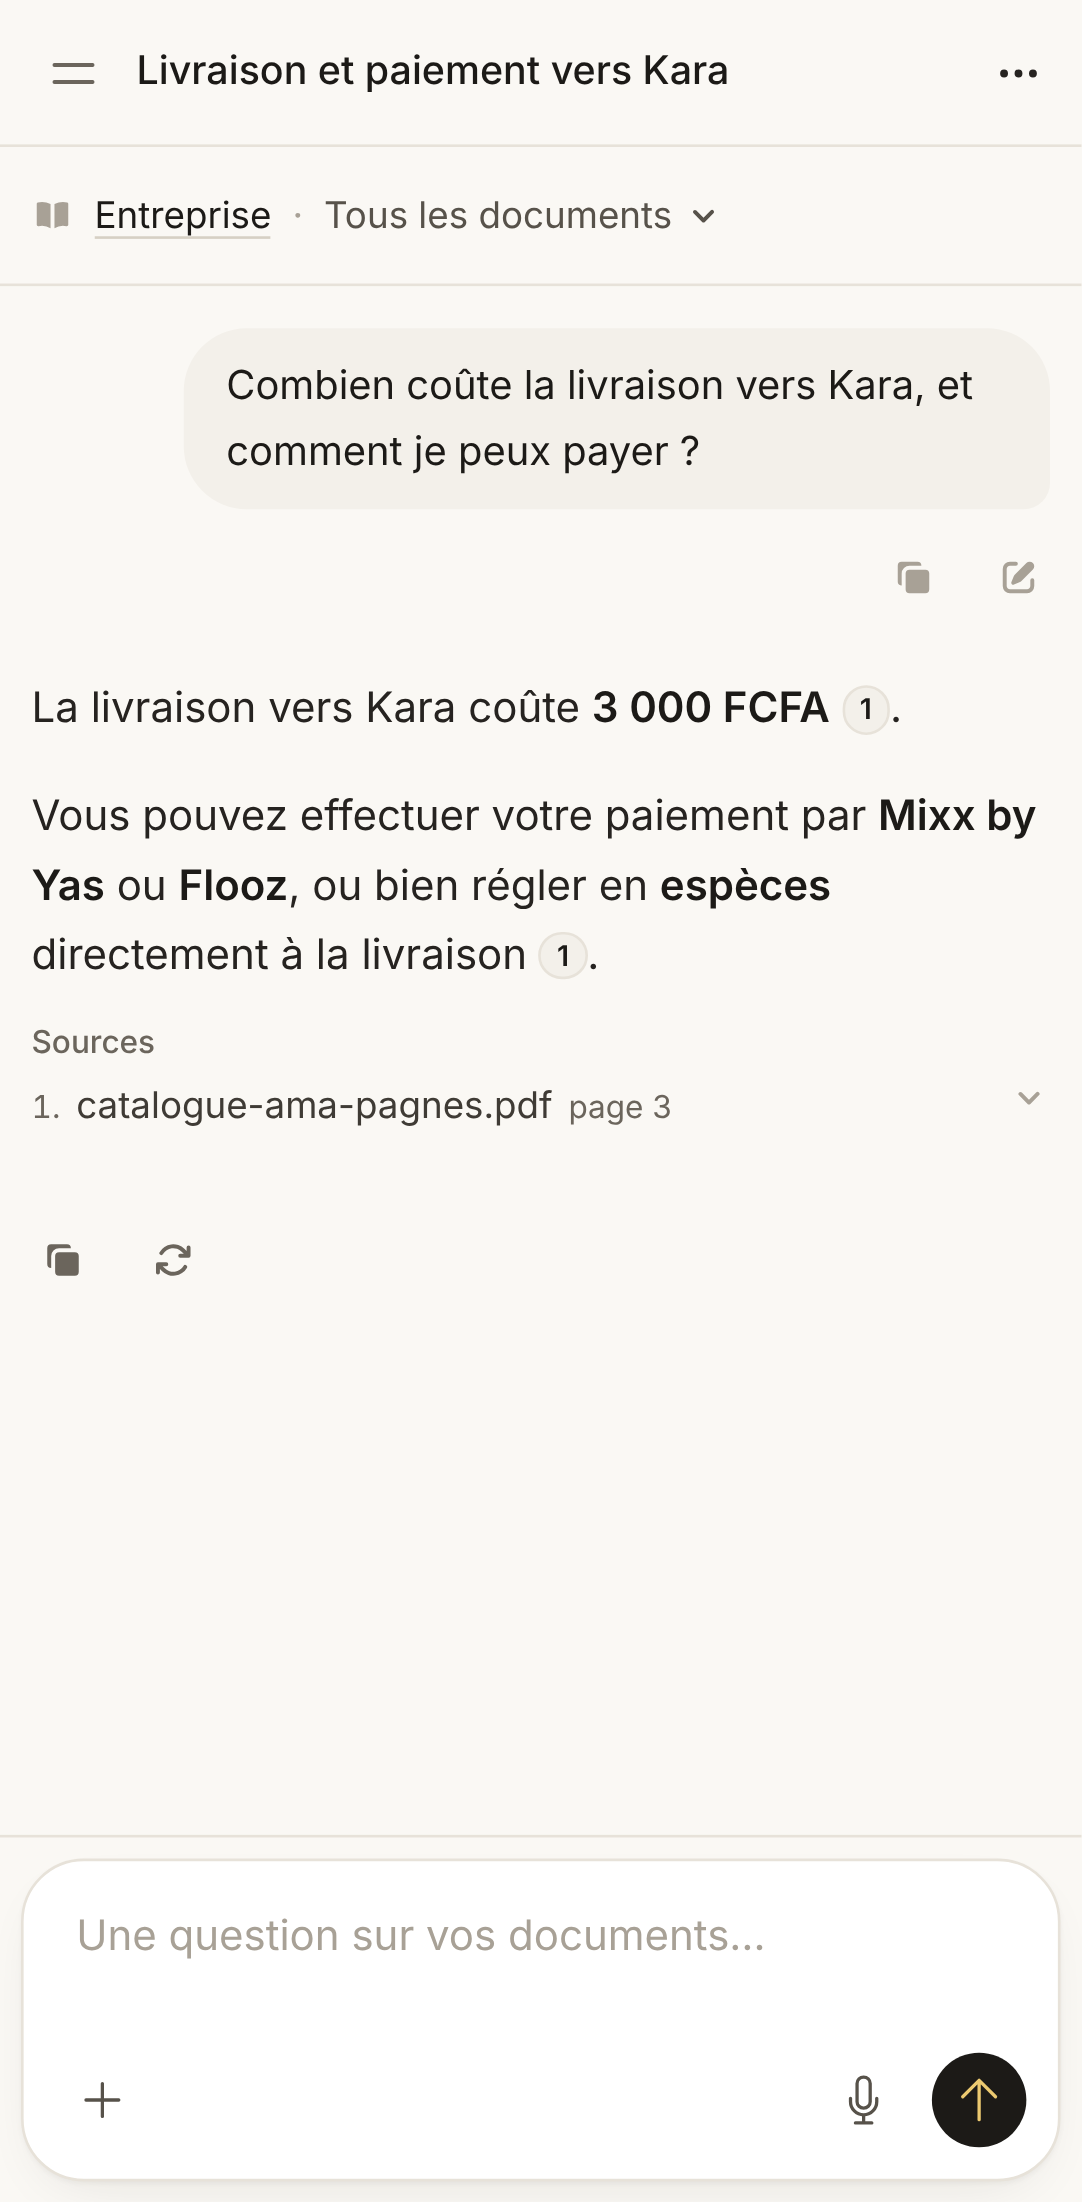 Livraison et paiement vers Kara
Entreprise · Tous les documents
Combien coûte la livraison vers Kara, et
comment je peux payer ?
La livraison vers Kara coûte 3 000 FCFA 1.
Vous pouvez effectuer votre paiement par Mixx by
Yas ou Flooz, ou bien régler en espèces
directement à la livraison 1.
Sources
1. catalogue-ama-pagnes.pdf page 3
Une question sur vos documents...